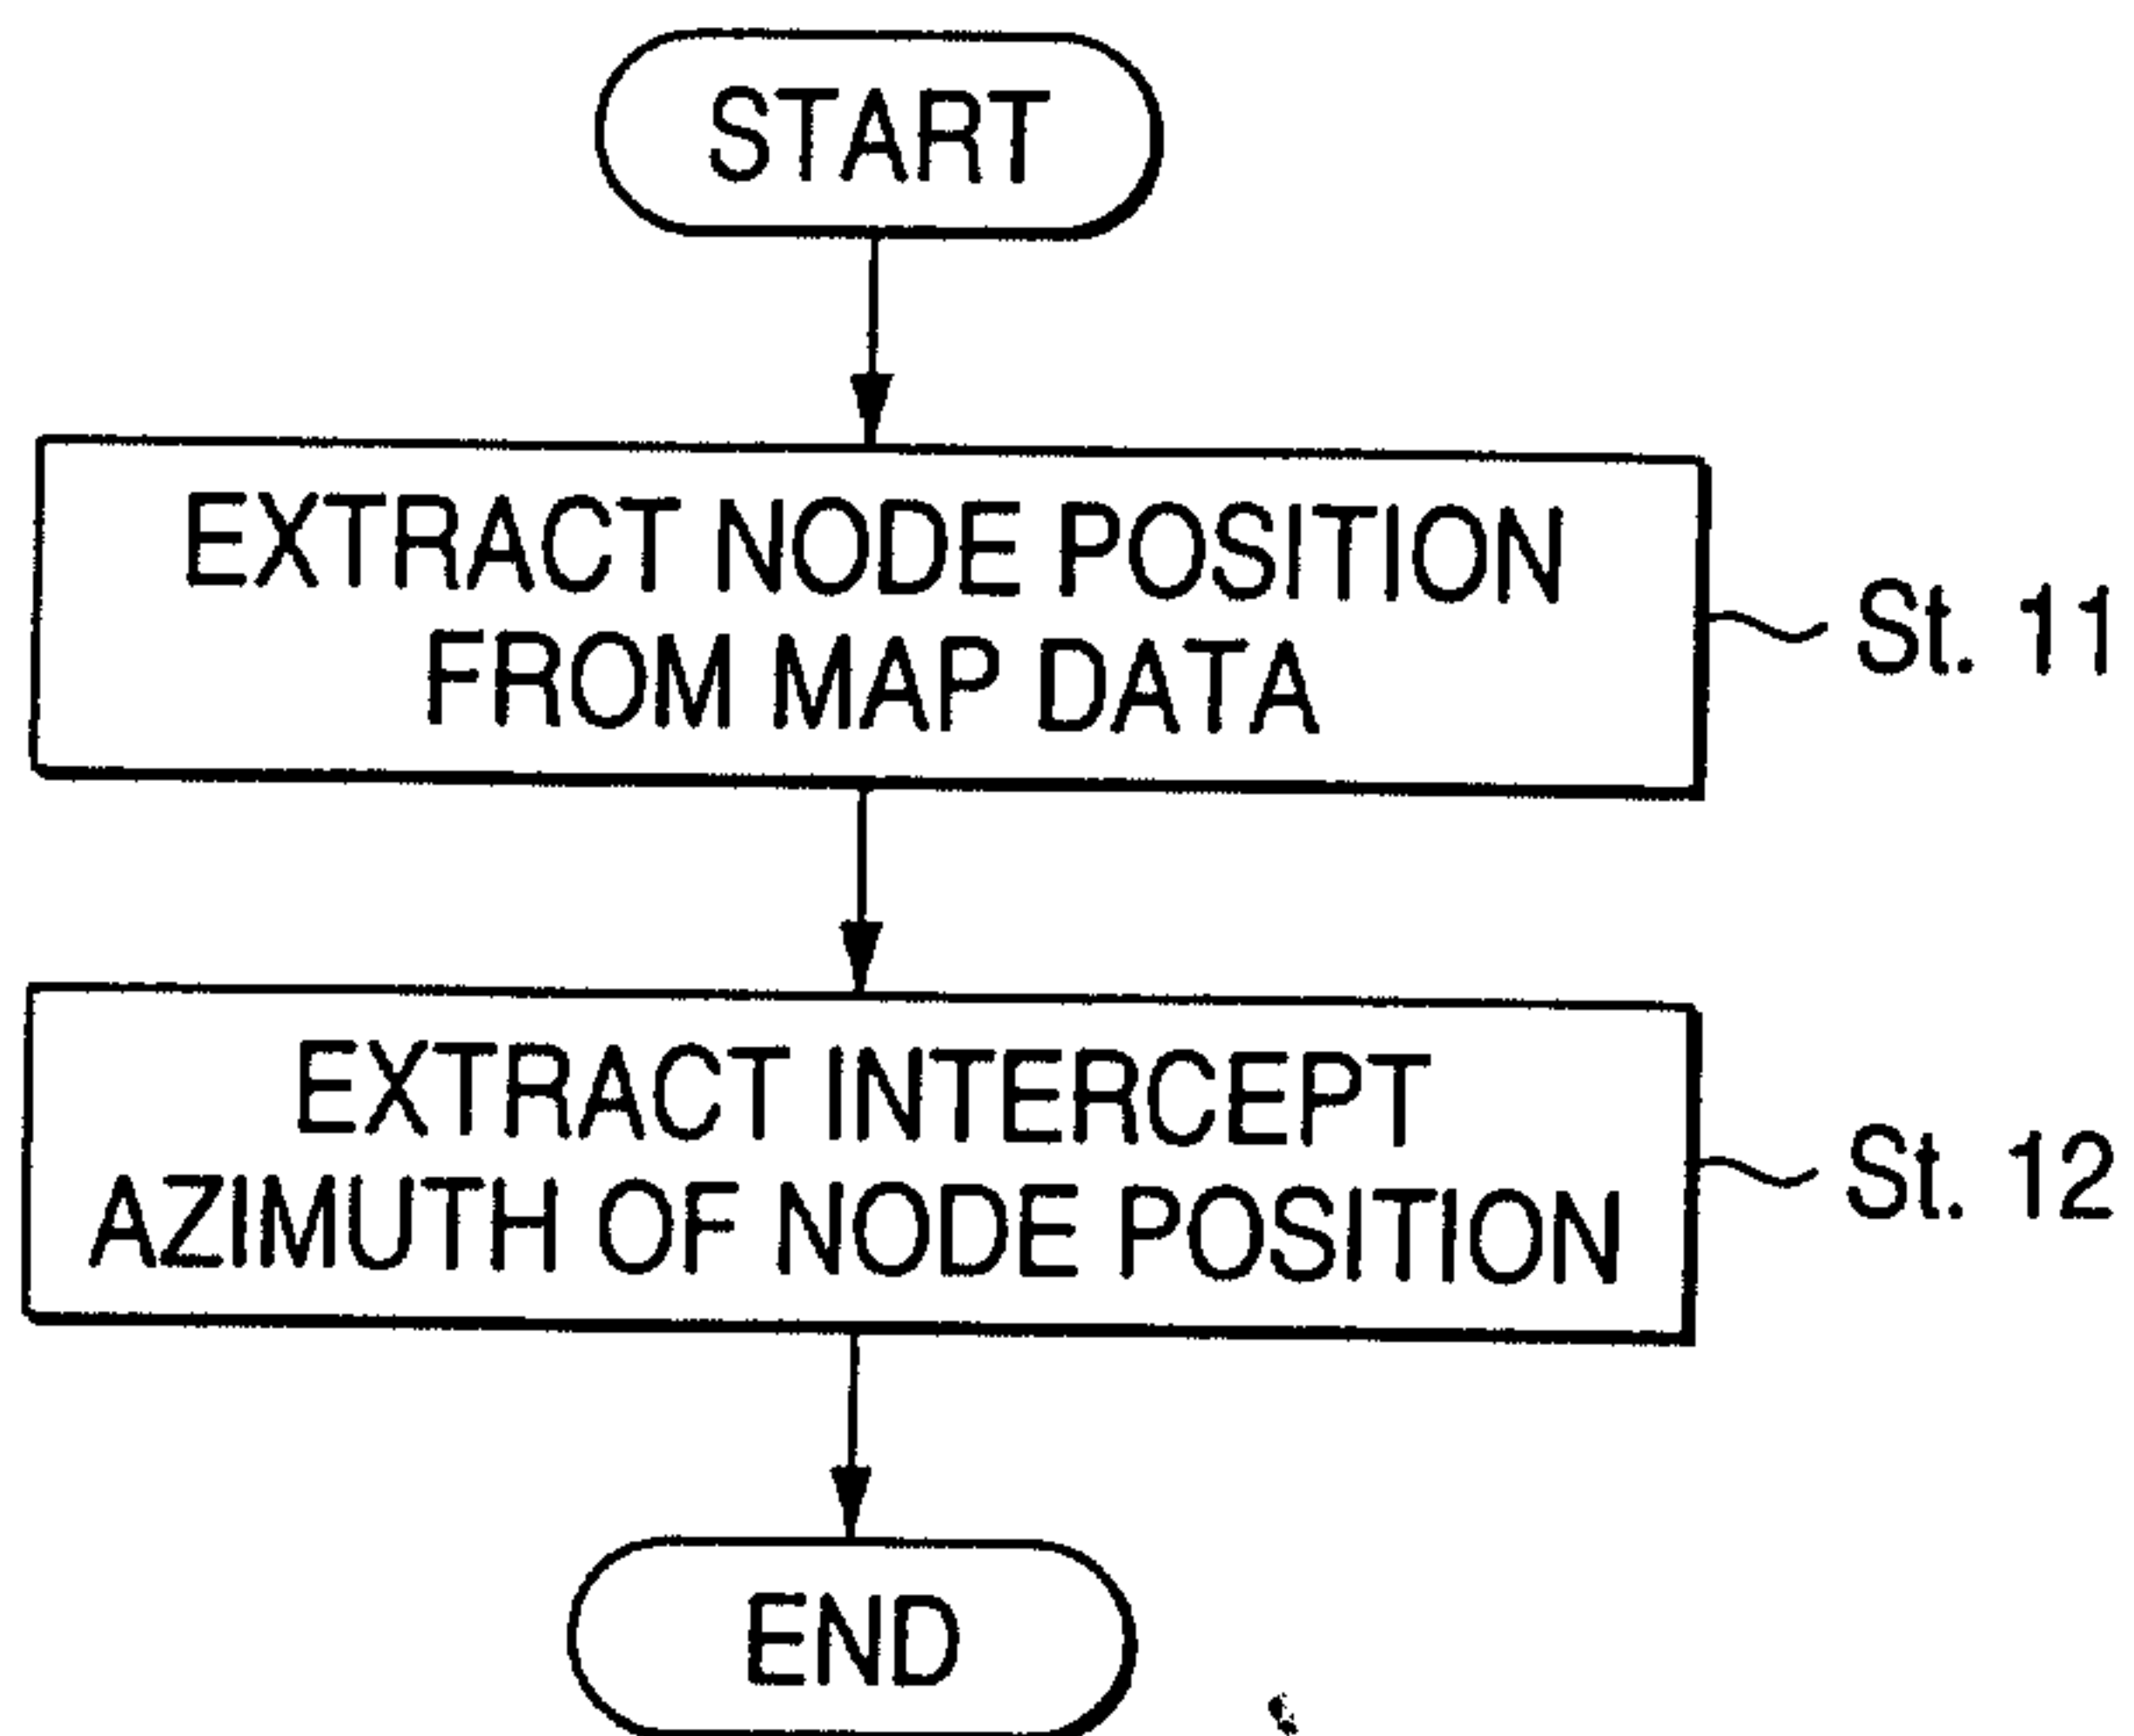 START
EXTRACT NODE POSITION
FROM MAP DATA
St. 11
EXTRACT INTERCEPT
AZIMUTH OF NODE POSITION
St. 12
END